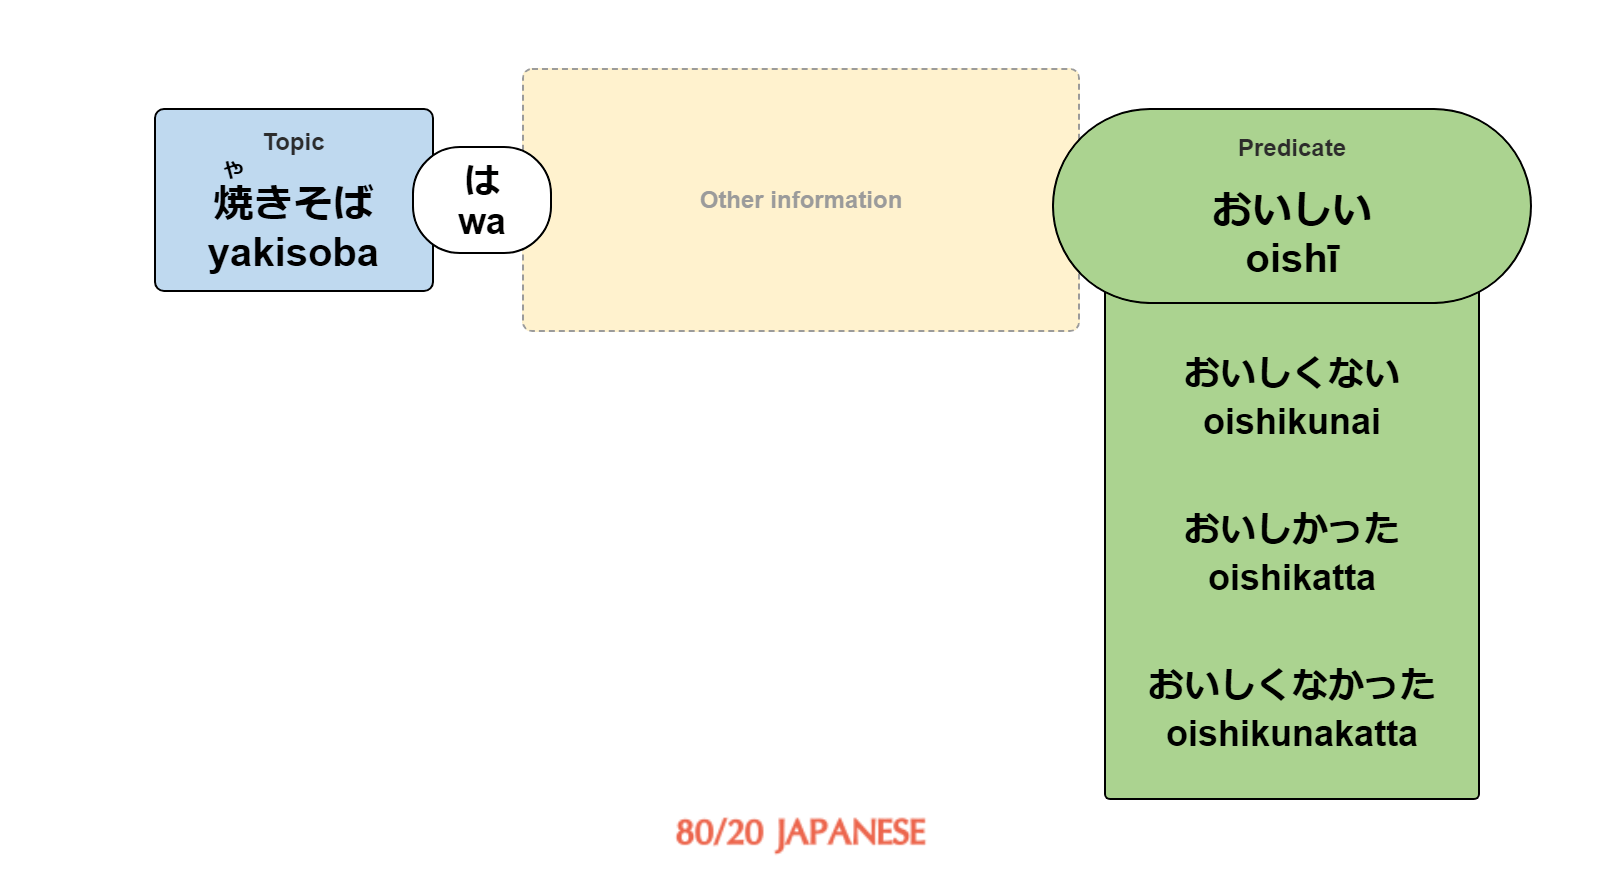 Topic
や
焼きそば
yakisoba
は
wa
Other information
Predicate
おいしい
oishī
おいしくない
oishikunai
おいしかった
oishikatta
おいしくなかった
oishikunakatta
80/20 JAPANESE